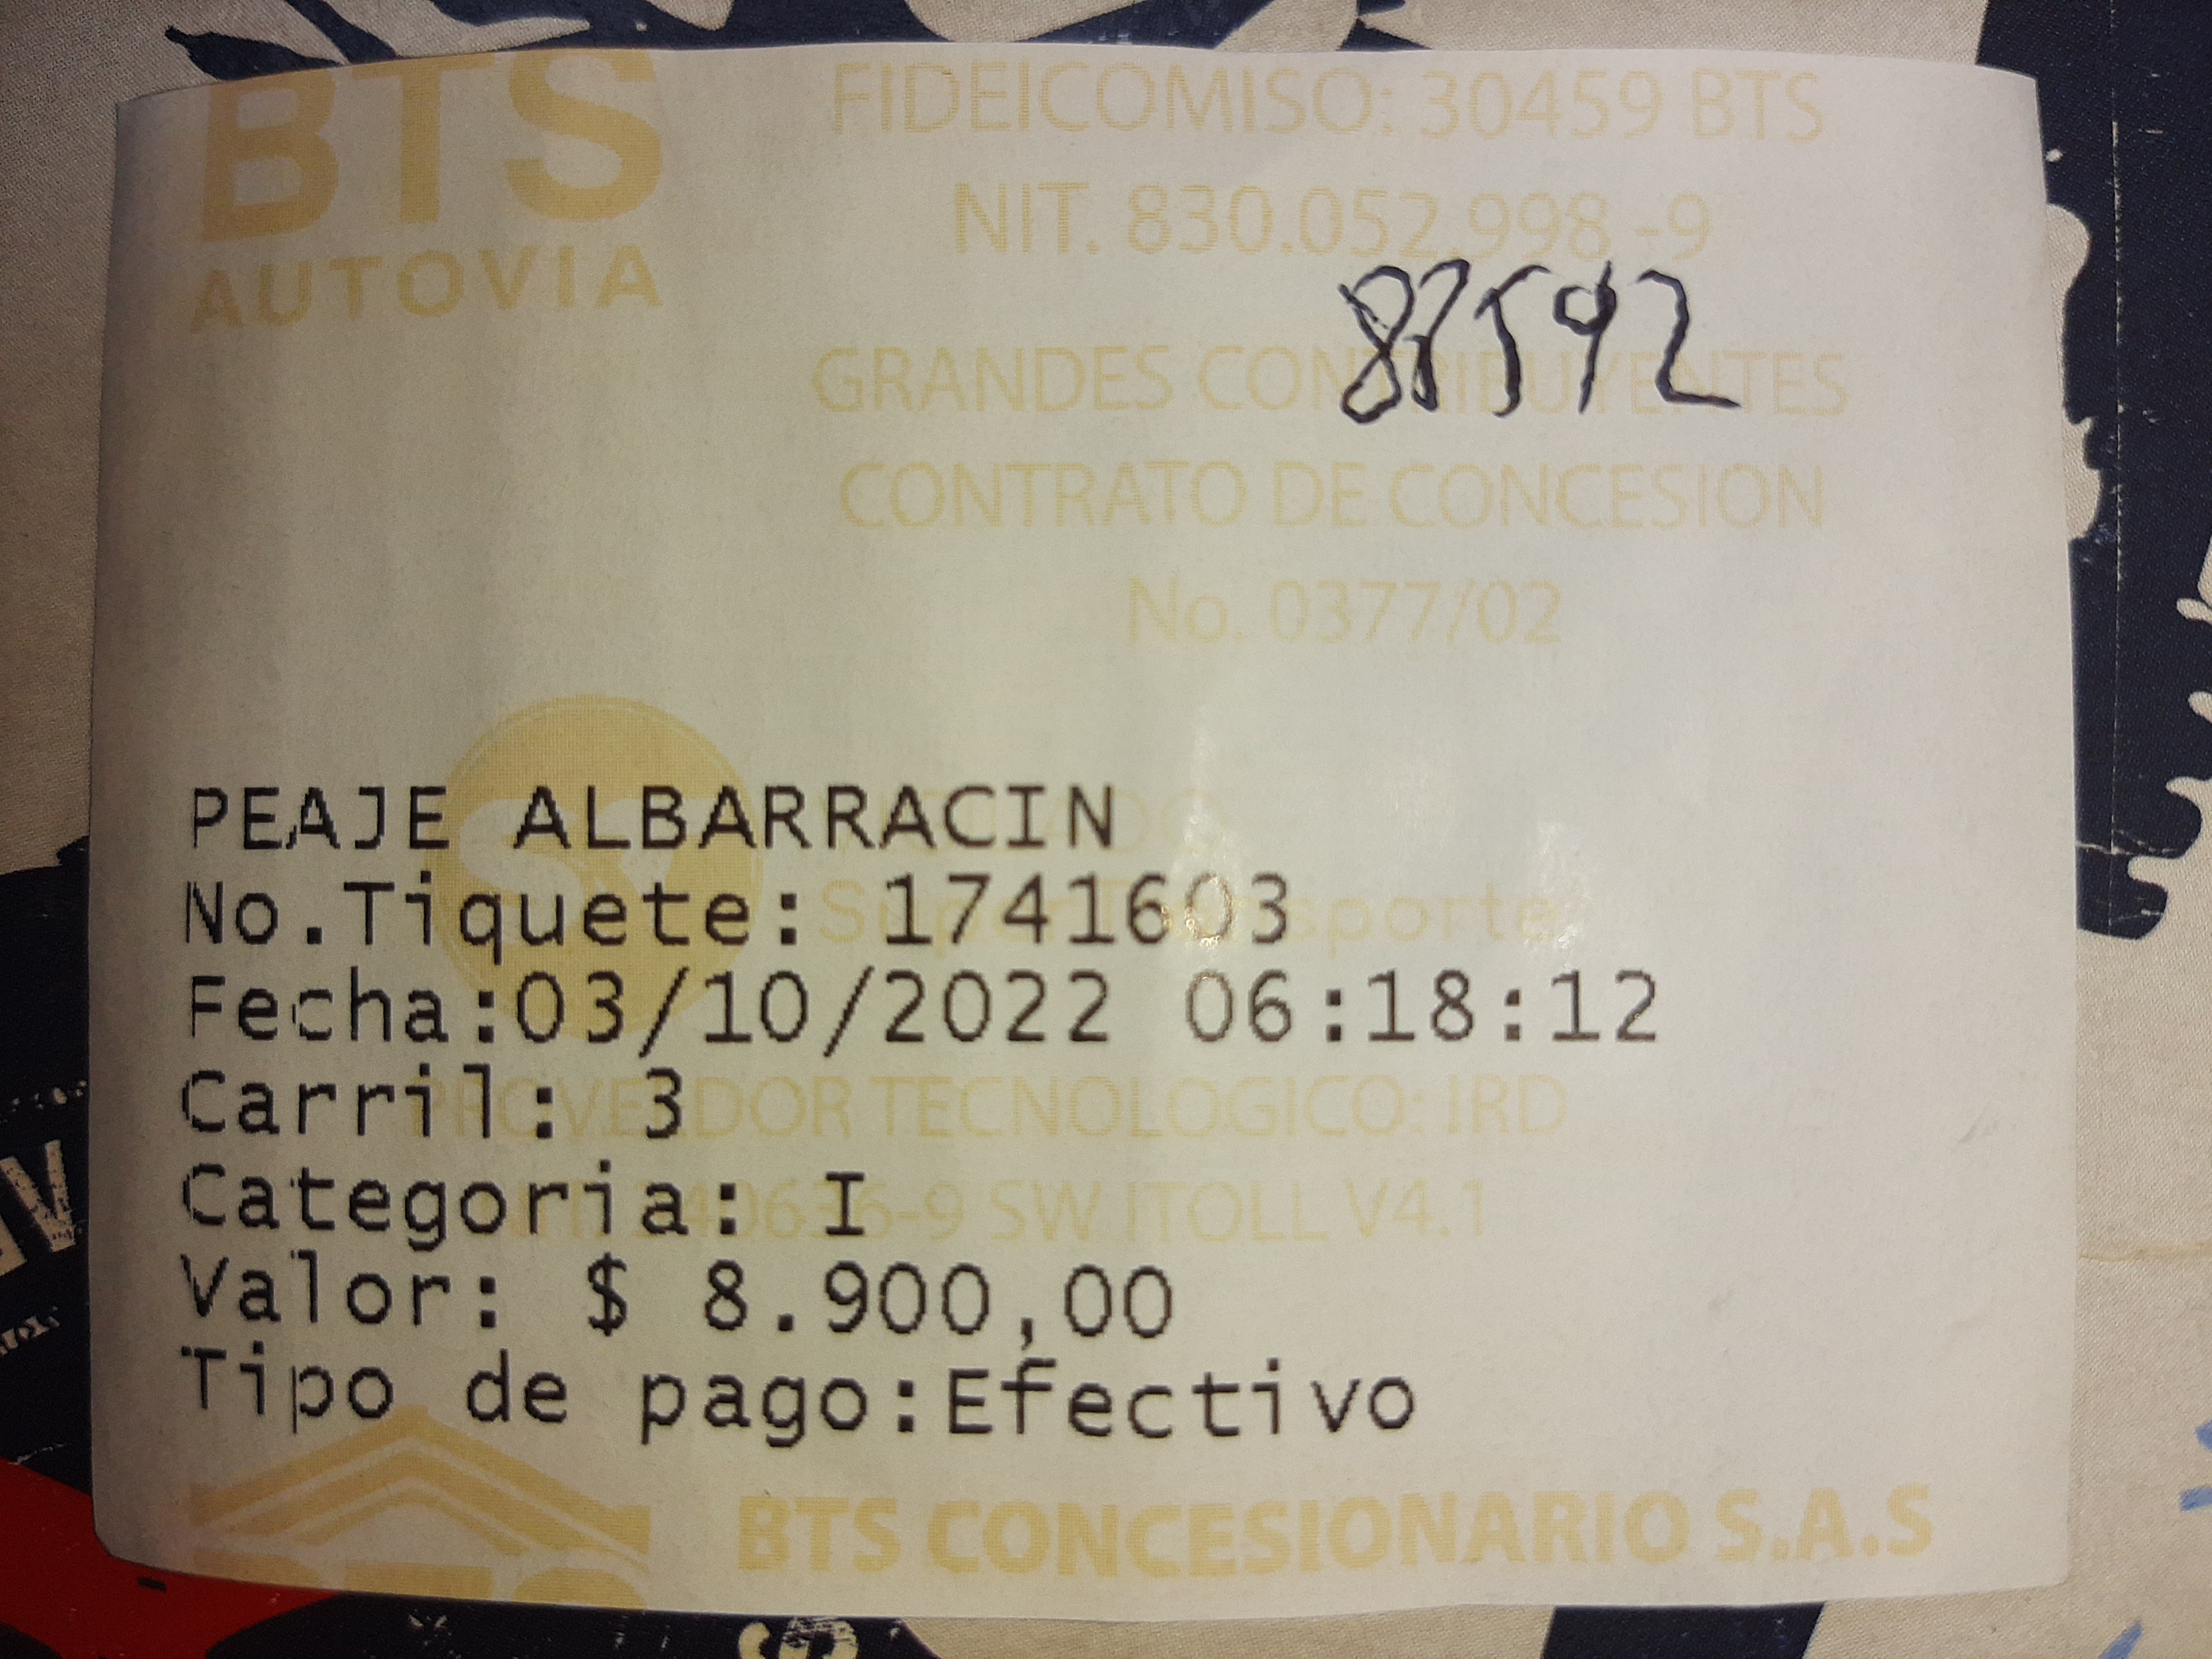 BTS
AUTOVIA
FIDEICOMISO: 30459 BTS
NIT. 830.052.998 -9
GRANDES CONTRIBUYENTES
CONTRATO DE CONCESION
No. 0377/02
PEAJE ALBARRACIN
No.Tiquete: 1741603
SuperTransporte
Fecha:03/10/2022 06:18:12
Carril: 3
PROVEEDOR TECNOLOGICO: IRD
Categoria: I
-9 SW ITOLL V4.1
Valor: $ 8.900,00
Tipo de pago:Efectivo
BTS CONCESIONARIO S.A.S